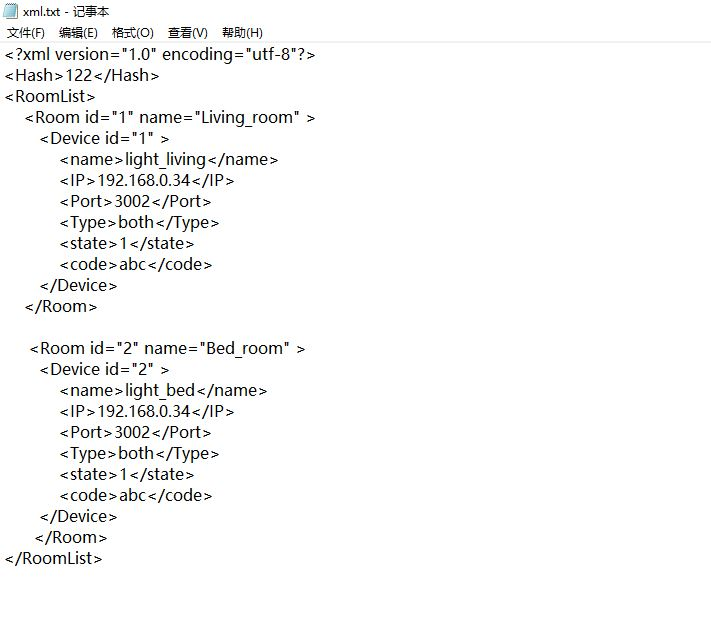 xml.txt - 记事本
文件(F) 编辑(E) 格式(O) 查看(V) 帮助(H)
<?xml version="1.0" encoding="utf-8"?>
<Hash>122</Hash>
<RoomList>
<Room id="1" name="Living_room" >
<Device id="1" >
<name>light_living</name>
<IP>192.168.0.34</IP>
<Port>3002</Port>
<Type>both</Type>
<state>1</state>
<code>abc</code>
</Device>
</Room>
<Room id="2" name="Bed_room" >
<Device id="2" >
<name>light_bed</name>
<IP>192.168.0.34</IP>
<Port>3002</Port>
<Type>both</Type>
<state>1</state>
<code>abc</code>
</Device>
</Room>
</RoomList>